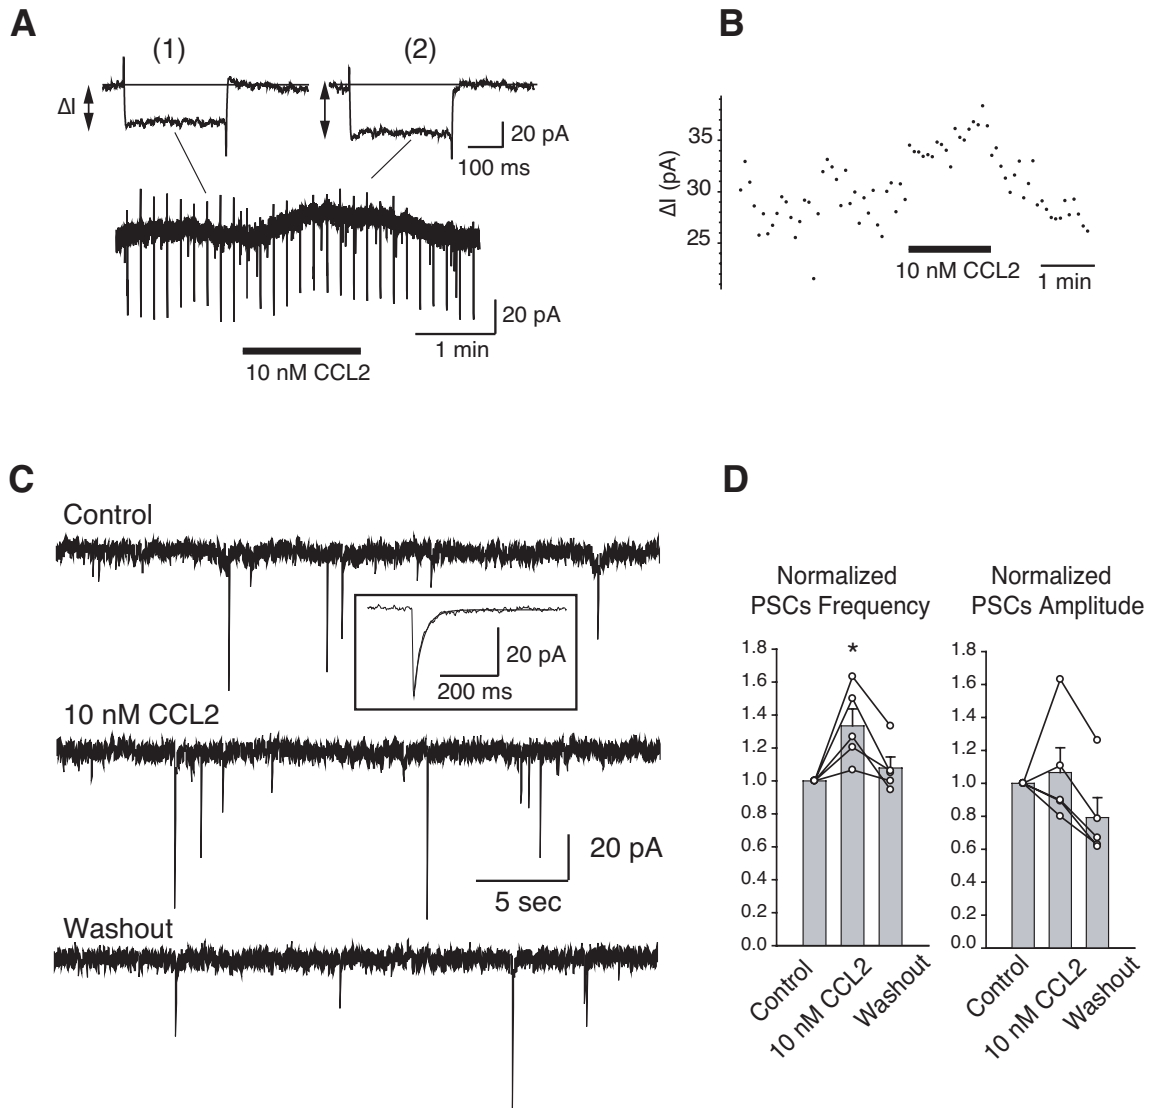 A
(1)
(2)
ΔI
20 pA
100 ms
20 pA
1 min
10 nM CCL2
B
ΔI (pA)
35
30
25
10 nM CCL2
1 min
C
Control
20 pA
200 ms
10 nM CCL2
20 pA
5 sec
Washout
D
Normalized
PSCs Frequency
1.8
*
1.6
1.4
1.2
1.0
0.8
0.6
0.4
0.2
0.0
Control
10 nM CCL2
Washout
Normalized
PSCs Amplitude
1.8
1.6
1.4
1.2
1.0
0.8
0.6
0.4
0.2
0.0
Control
10 nM CCL2
Washout